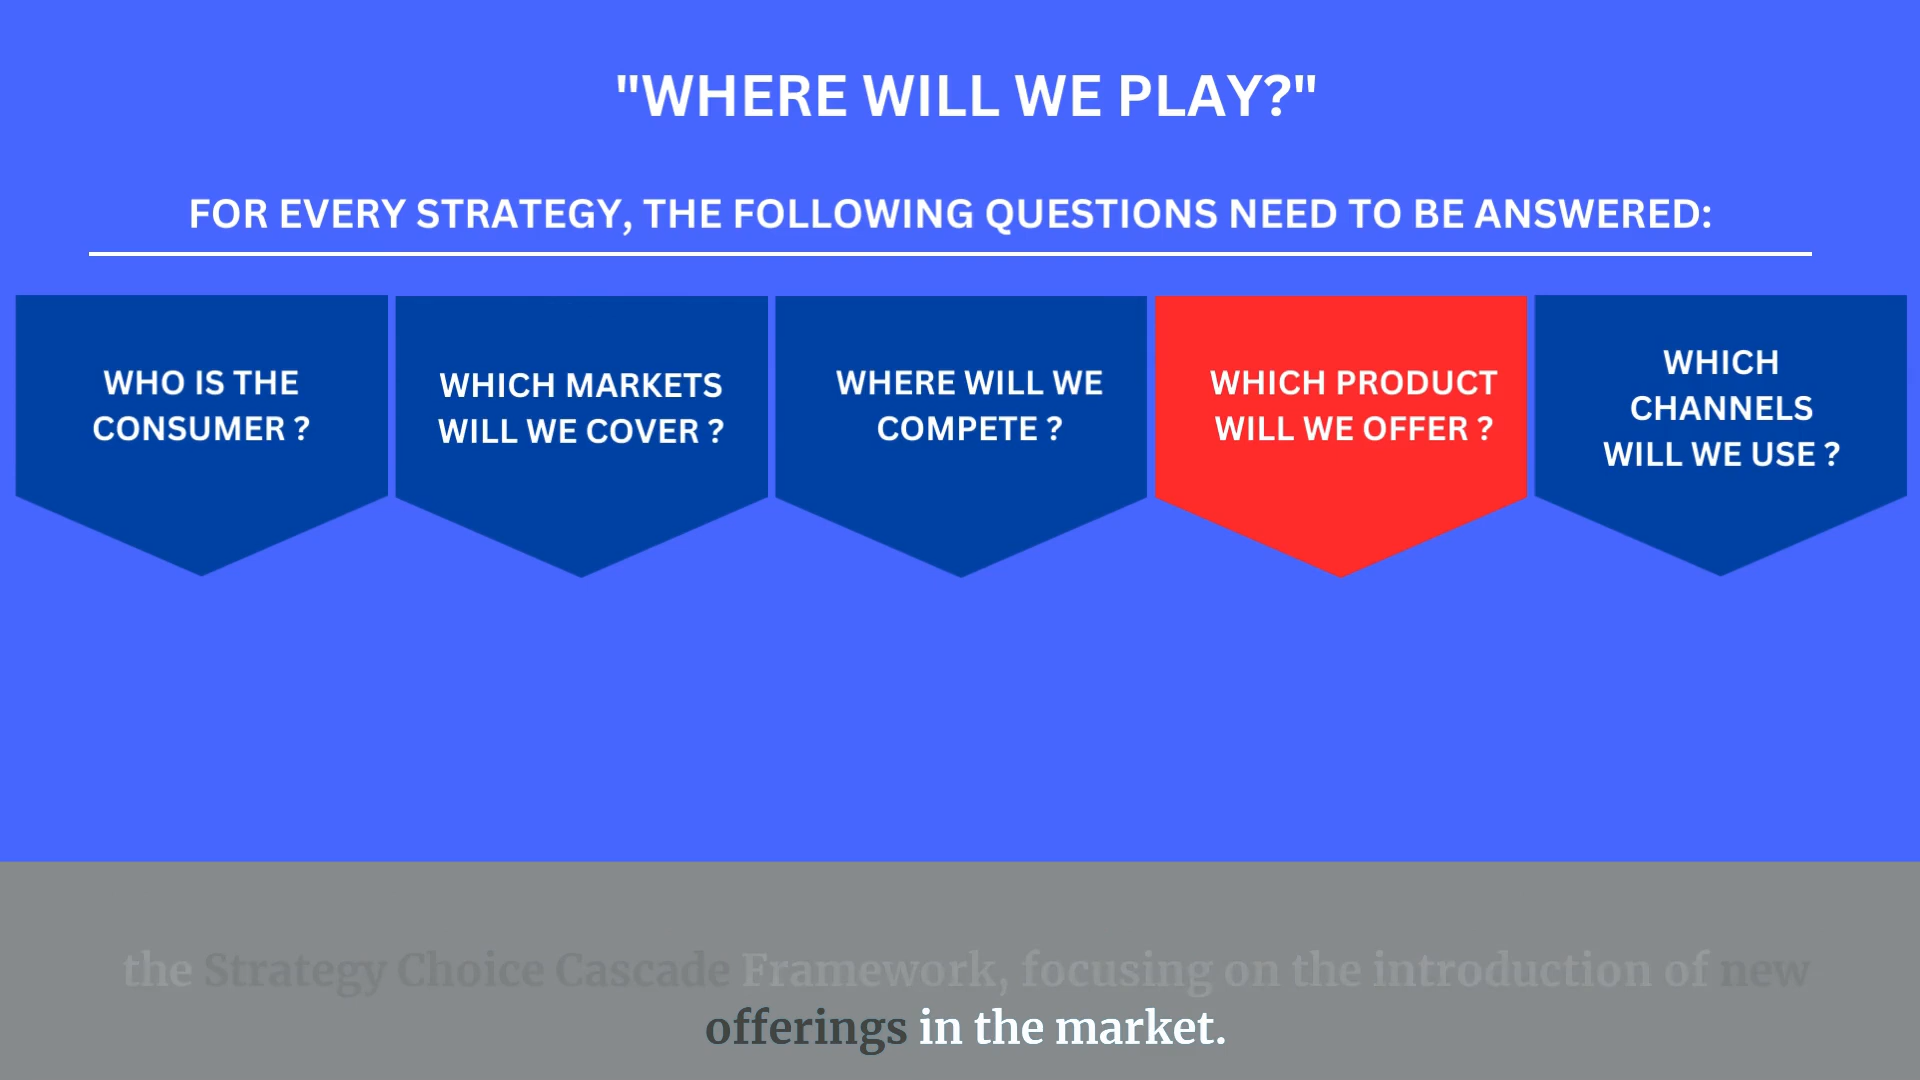 "WHERE WILL WE PLAY?"
FOR EVERY STRATEGY, THE FOLLOWING QUESTIONS NEED TO BE ANSWERED:
WHO IS THE
CONSUMER ?
WHICH MARKETS
WILL WE COVER ?
WHERE WILL WE
COMPETE ?
WHICH PRODUCT
WILL WE OFFER ?
WHICH
CHANNELS
WILL WE USE ?
the Strategy Choice Cascade Framework, focusing on the introduction of new
offerings in the market.